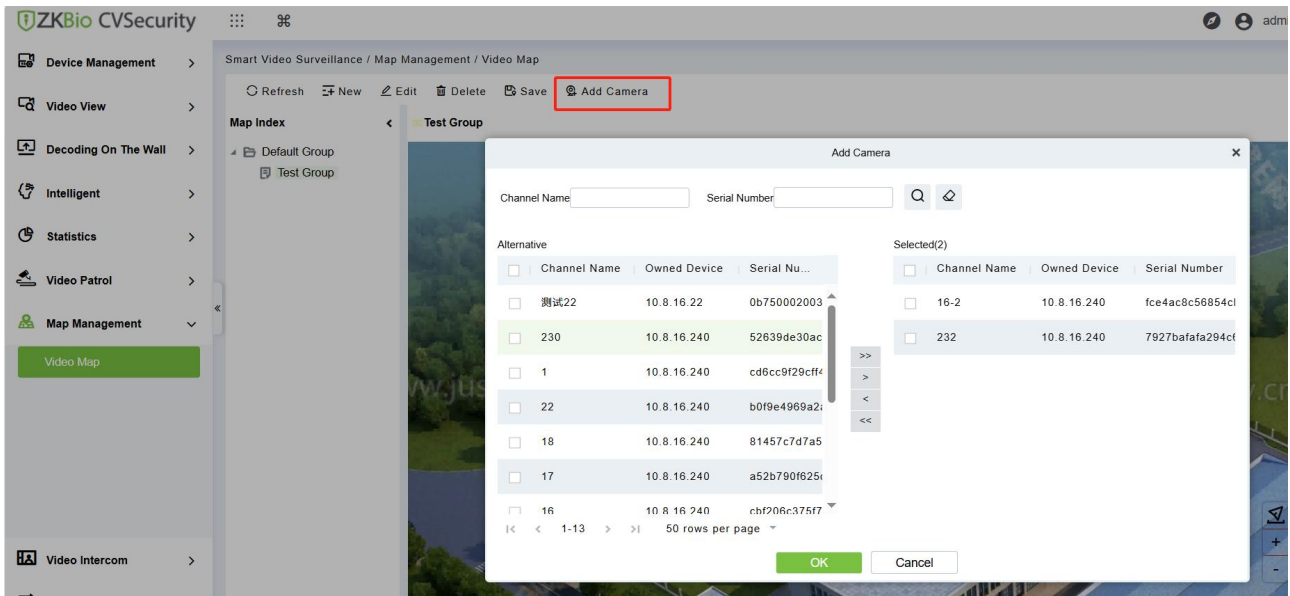 ZKBio CVSecurity
admi
Device Management
Video View
Decoding On The Wall
Intelligent
Statistics
Video Patrol
Map Management
Video Map
Video Intercom
Smart Video Surveillance / Map Management / Video Map
Refresh New Edit Delete Save Add Camera
Map Index
Test Group
Default Group
Test Group
Add Camera
Channel Name Serial Number
Alternative
Channel Name Owned Device Serial Nu...
测试22 10.8.16.22 0b750002003
230 10.8.16.240 52639de30ac
1 10.8.16.240 cd6cc9f29cff4
22 10.8.16.240 b0f9e4969a2a
18 10.8.16.240 81457c7d7a5
17 10.8.16.240 a52b790f625
16 10.8.16.240 cbf206c375f7
1-13 50 rows per page
>>
>
<
<<
Selected(2)
Channel Name Owned Device Serial Number
16-2 10.8.16.240 fce4ac8c56854c
232 10.8.16.240 7927bafafa294c
OK Cancel